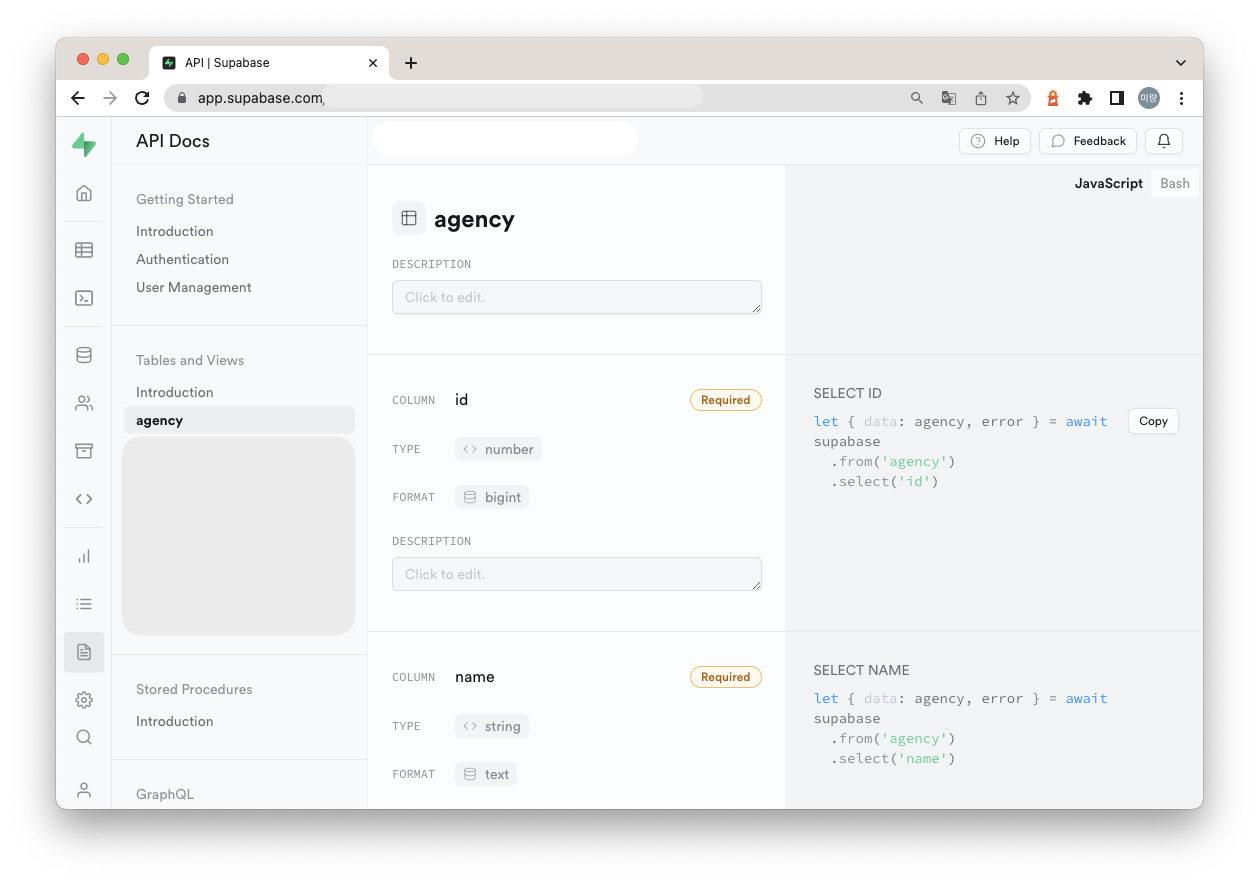 API | Supabase
app.supabase.com,
미량
API Docs
Help
Feedback
Getting Started
Introduction
Authentication
User Management
Tables and Views
Introduction
agency
Stored Procedures
Introduction
GraphQL
agency
DESCRIPTION
Click to edit.
COLUMN id Required
TYPE <> number
FORMAT bigint
DESCRIPTION
Click to edit.
COLUMN name Required
TYPE <> string
FORMAT text
JavaScript Bash
SELECT ID
let { data: agency, error } = await
supabase
.from('agency')
.select('id')
Copy
SELECT NAME
let { data: agency, error } = await
supabase
.from('agency')
.select('name')